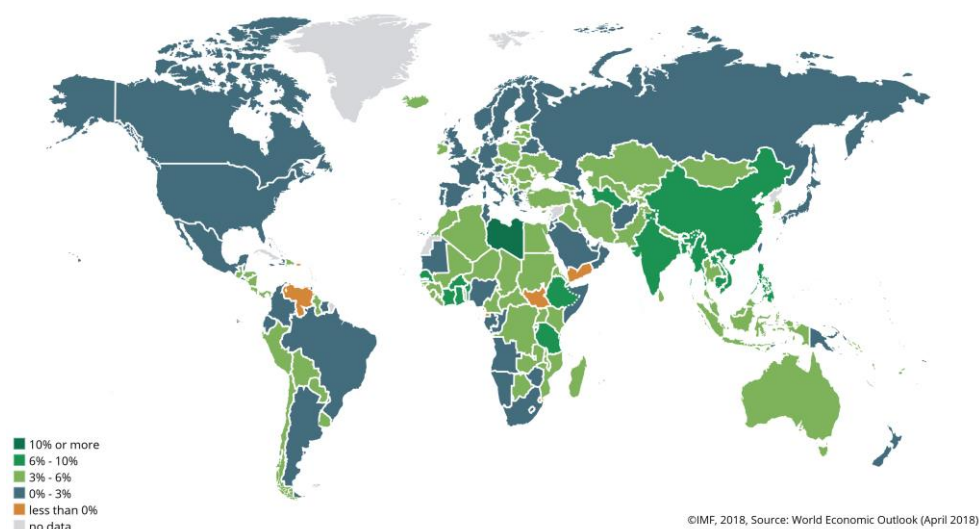 10% or more
6% - 10%
3% - 6%
0% - 3%
less than 0%
no data
©IMF, 2018, Source: World Economic Outlook (April 2018)